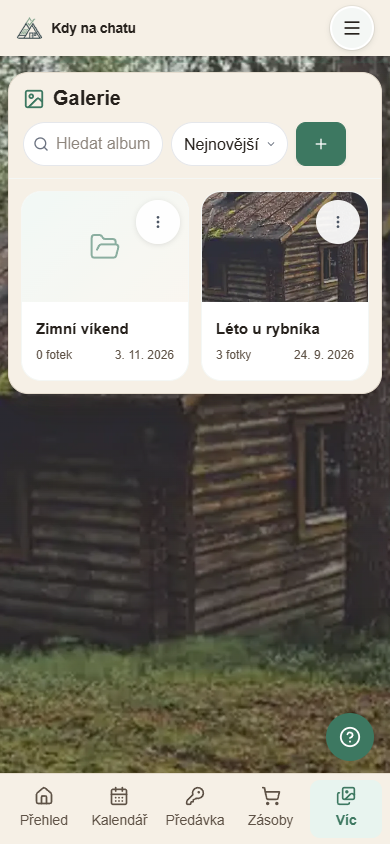 Kdy na chatu
Galerie
Hledat album
Nejnovější
Zimní víkend
0 fotek
3. 11. 2026
Léto u rybníka
3 fotky
24. 9. 2026
Přehled
Kalendář
Předávka
Zásoby
Víc